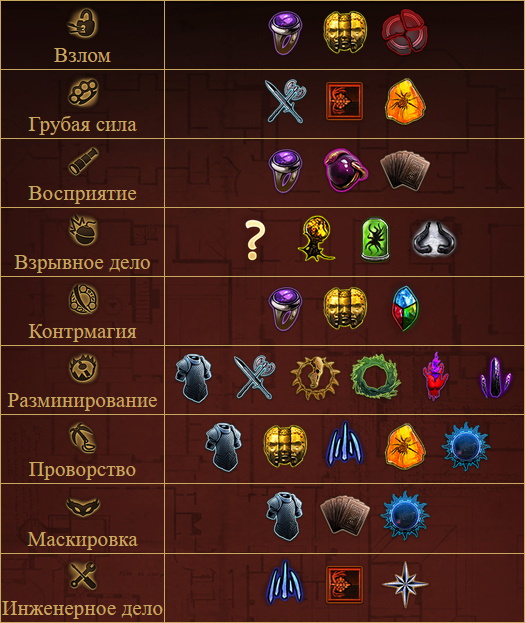 Взлом
Грубая сила
Восприятие
?
Взрывное дело
Контрмагия
Разминирование
Проворство
Маскировка
Инженерное дело